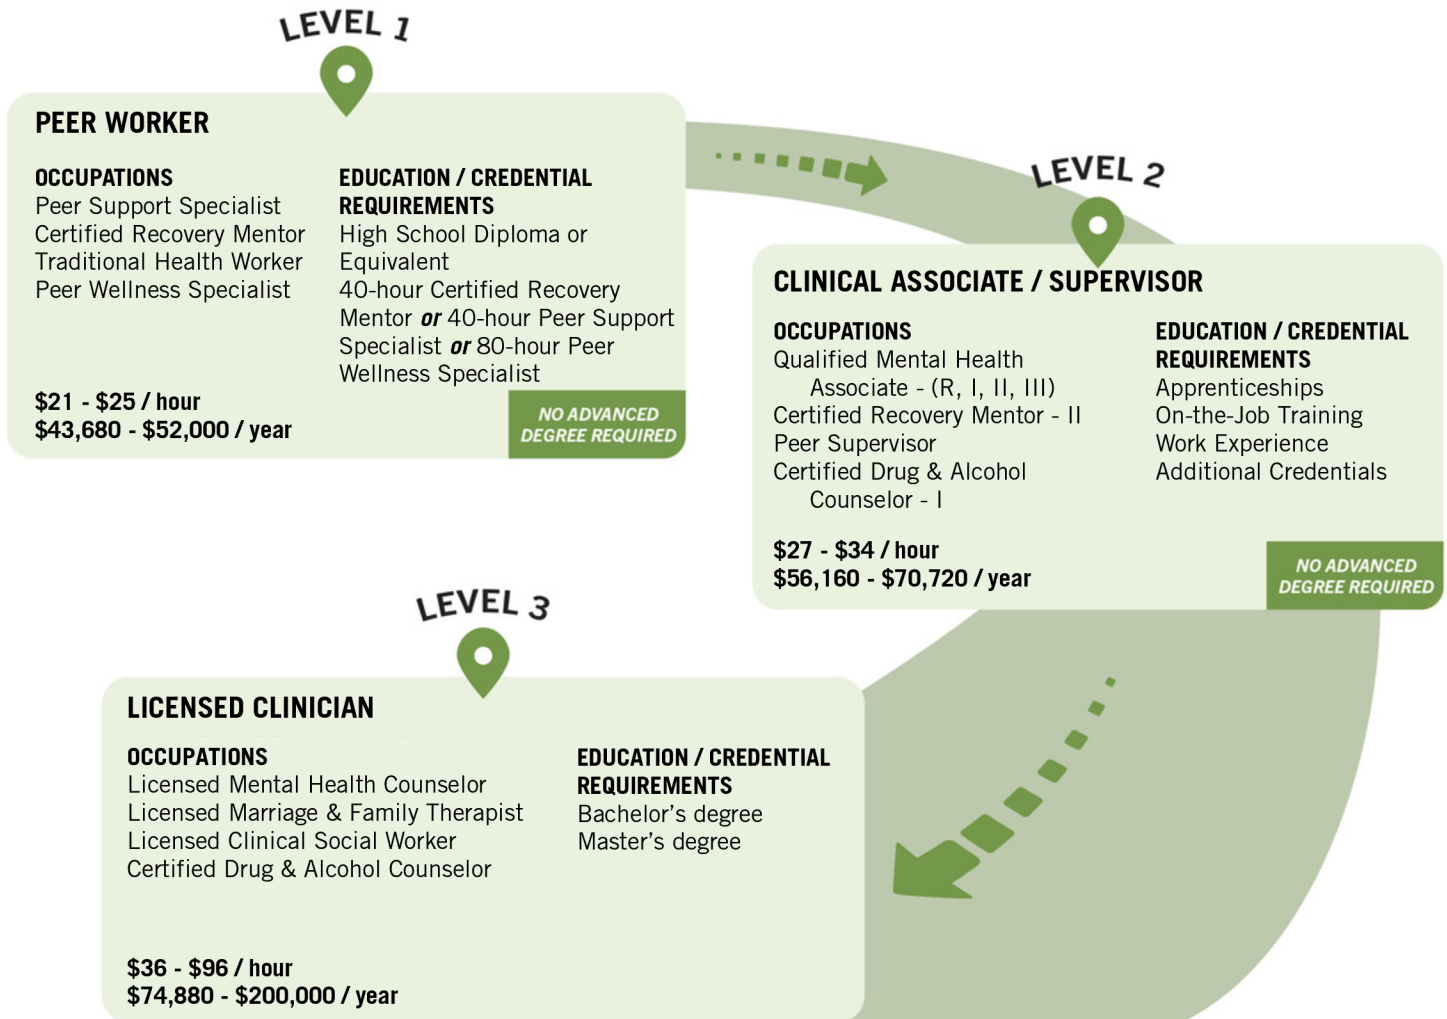 LEVEL 1
PEER WORKER
OCCUPATIONS
Peer Support Specialist
Certified Recovery Mentor
Traditional Health Worker
Peer Wellness Specialist
EDUCATION / CREDENTIAL
REQUIREMENTS
High School Diploma or
Equivalent
40-hour Certified Recovery
Mentor or 40-hour Peer Support
Specialist or 80-hour Peer
Wellness Specialist
$21 - $25 / hour
$43,680 - $52,000 / year
NO ADVANCED
DEGREE REQUIRED
LEVEL 2
CLINICAL ASSOCIATE / SUPERVISOR
OCCUPATIONS
Qualified Mental Health
Associate - (R, I, II, III)
Certified Recovery Mentor - II
Peer Supervisor
Certified Drug & Alcohol
Counselor - I
EDUCATION / CREDENTIAL
REQUIREMENTS
Apprenticeships
On-the-Job Training
Work Experience
Additional Credentials
$27 - $34 / hour
$56,160 - $70,720 / year
NO ADVANCED
DEGREE REQUIRED
LEVEL 3
LICENSED CLINICIAN
OCCUPATIONS
Licensed Mental Health Counselor
Licensed Marriage & Family Therapist
Licensed Clinical Social Worker
Certified Drug & Alcohol Counselor
EDUCATION / CREDENTIAL
REQUIREMENTS
Bachelor's degree
Master's degree
$36 - $96 / hour
$74,880 - $200,000 / year